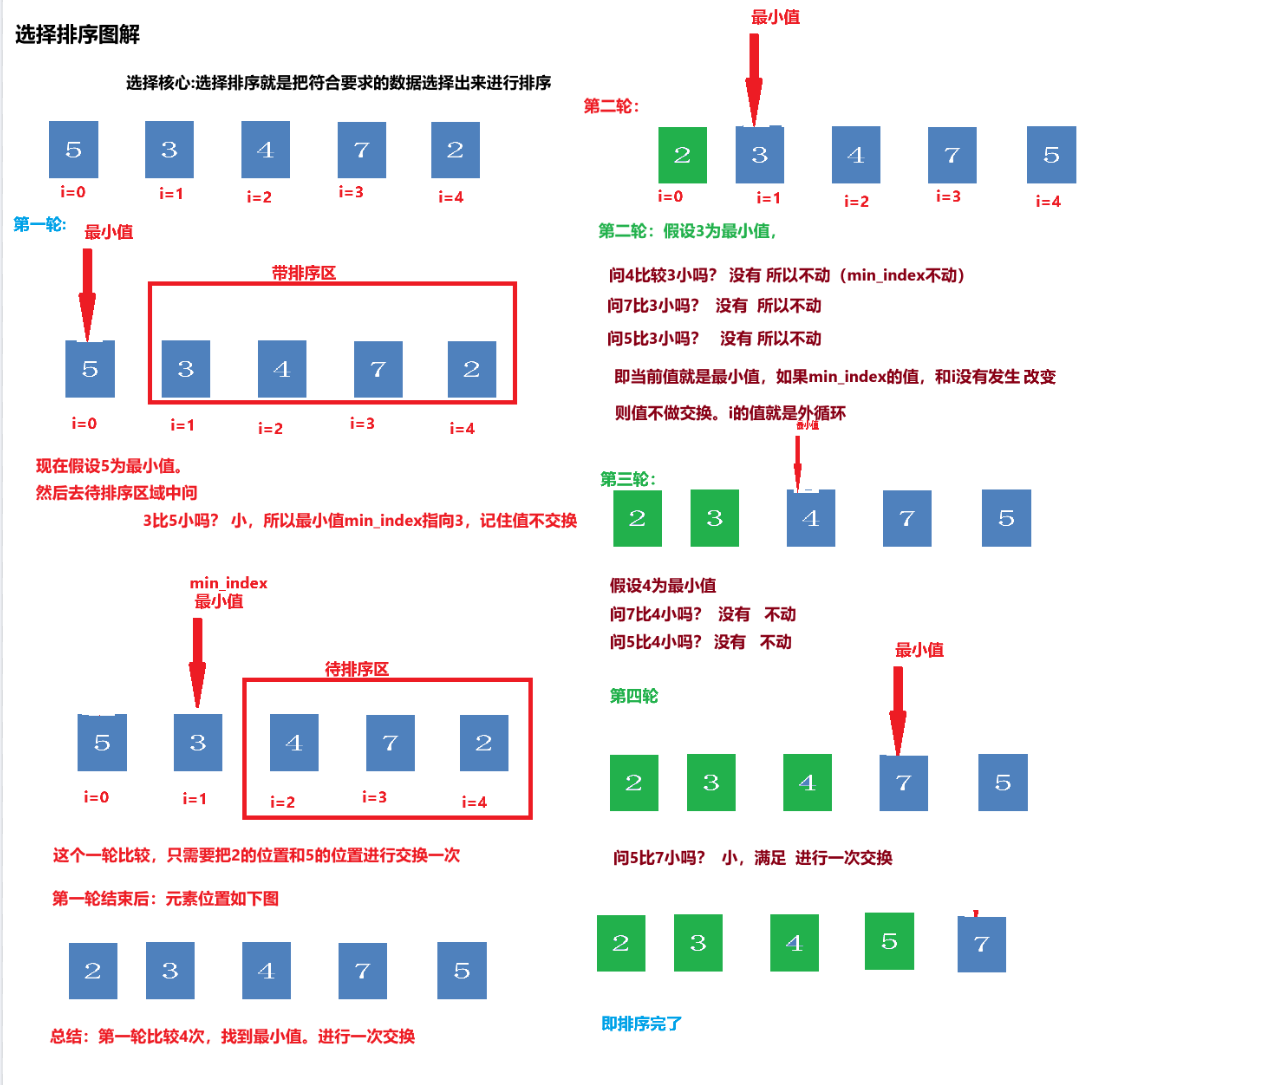 选择排序图解
选择核心:选择排序就是把符合要求的数据选择出来进行排序
5 3 4 7 2
i=0 i=1 i=2 i=3 i=4
第一轮:
最小值
带排序区
5 3 4 7 2
i=0 i=1 i=2 i=3 i=4
现在假设5为最小值。
然后去待排序区域中问
3比5小吗? 小，所以最小值min_index指向3，记住值不交换
min_index
最小值
待排序区
5 3 4 7 2
i=0 i=1 i=2 i=3 i=4
这个一轮比较，只需要把2的位置和5的位置进行交换一次
第一轮结束后：元素位置如下图
2 3 4 7 5
总结：第一轮比较4次，找到最小值。进行一次交换
最小值
第二轮：
2 3 4 7 5
i=0 i=1 i=2 i=3 i=4
第二轮：假设3为最小值，
问4比较3小吗? 没有 所以不动（min_index不动）
问7比3小吗? 没有 所以不动
问5比3小吗? 没有 所以不动
即当前值就是最小值，如果min_index的值，和i没有发生 改变
则值不做交换。i的值就是外循环
最小值
第三轮：
2 3 4 7 5
假设4为最小值
问7比4小吗? 没有 不动
问5比4小吗? 没有 不动
最小值
第四轮
2 3 4 7 5
问5比7小吗? 小，满足 进行一次交换
2 3 4 5 7
即排序完了